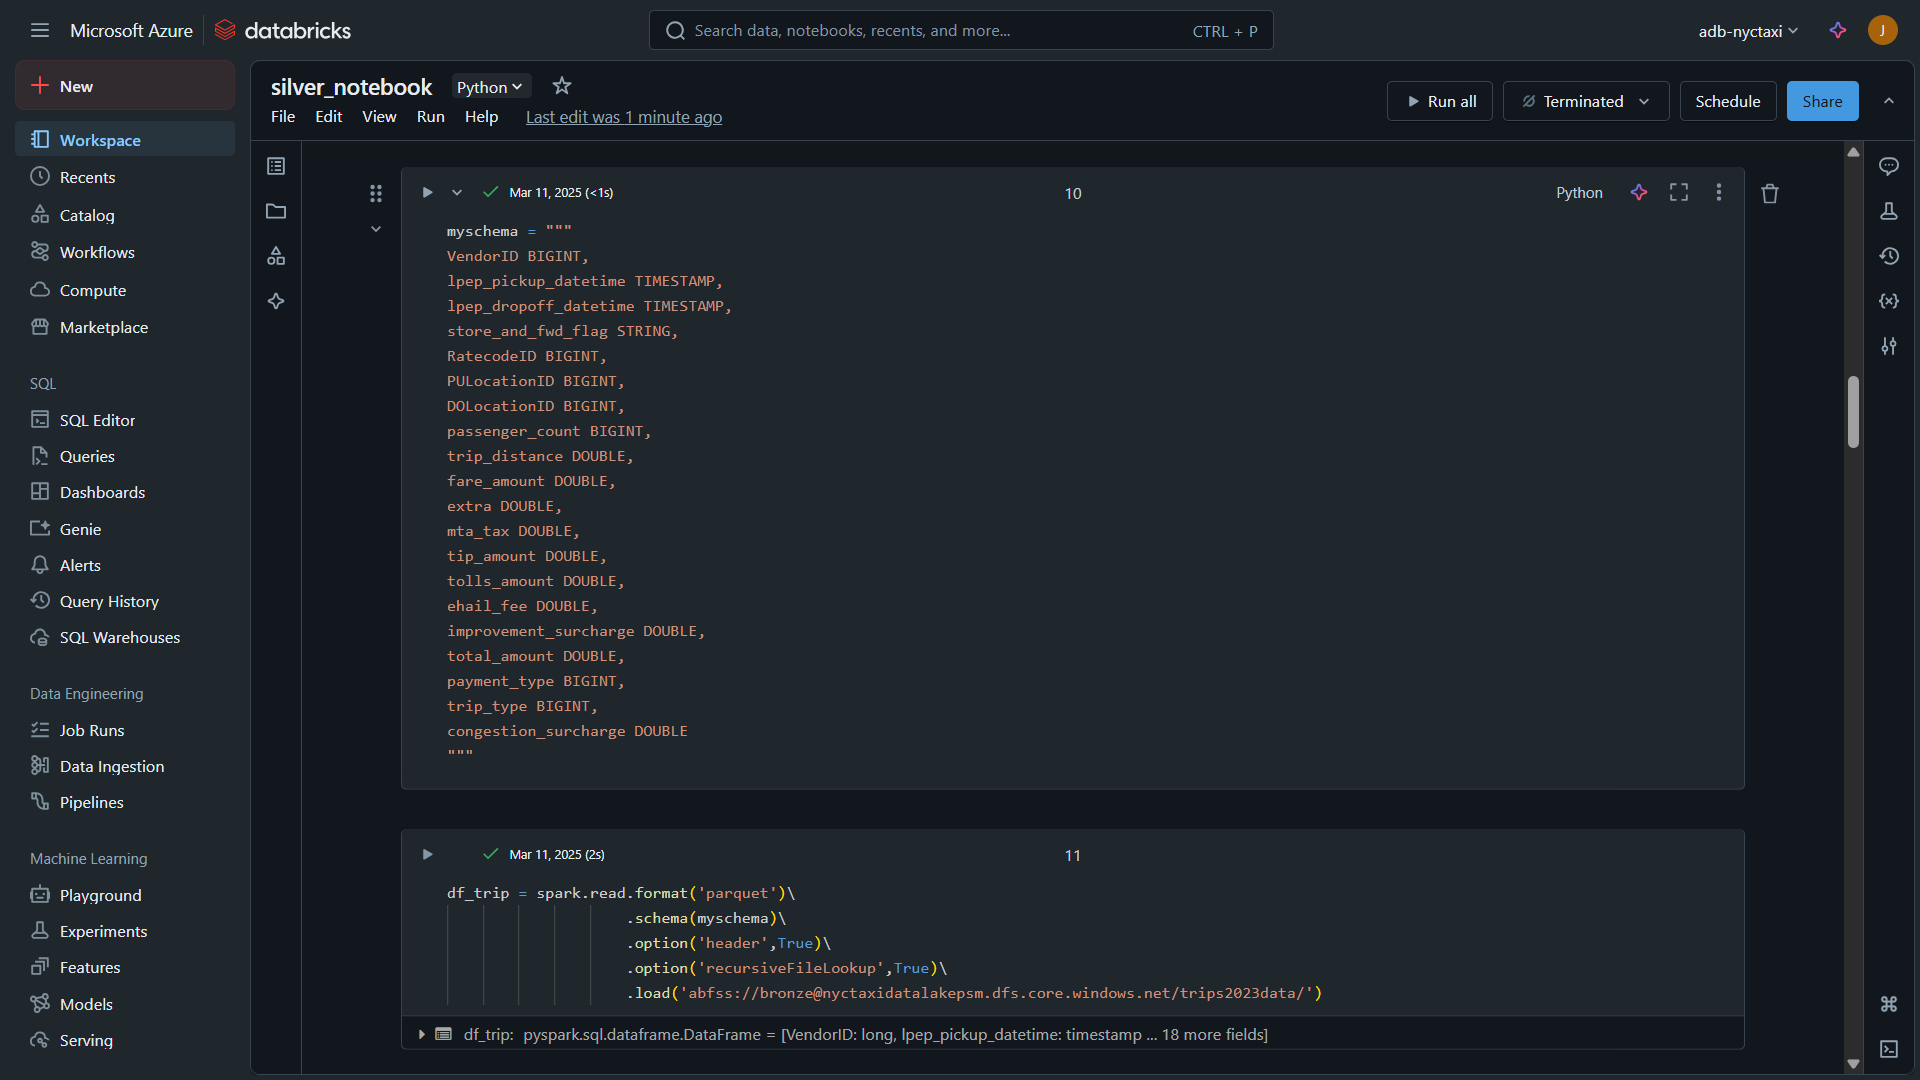 Microsoft Azure databricks
Search data, notebooks, recents, and more... CTRL + P
adb-nyctaxi
J
New
Workspace
Recents
Catalog
Workflows
Compute
Marketplace
SQL
SQL Editor
Queries
Dashboards
Genie
Alerts
Query History
SQL Warehouses
Data Engineering
Job Runs
Data Ingestion
Pipelines
Machine Learning
Playground
Experiments
Features
Models
Serving
silver_notebook Python
File Edit View Run Help Last edit was 1 minute ago
Run all Terminated Schedule Share
Mar 11, 2025 (<1s) 10 Python
myschema = """
VendorID BIGINT,
lpep_pickup_datetime TIMESTAMP,
lpep_dropoff_datetime TIMESTAMP,
store_and_fwd_flag STRING,
RatecodeID BIGINT,
PULocationID BIGINT,
DOLocationID BIGINT,
passenger_count BIGINT,
trip_distance DOUBLE,
fare_amount DOUBLE,
extra DOUBLE,
mta_tax DOUBLE,
tip_amount DOUBLE,
tolls_amount DOUBLE,
ehail_fee DOUBLE,
improvement_surcharge DOUBLE,
total_amount DOUBLE,
payment_type BIGINT,
trip_type BIGINT,
congestion_surcharge DOUBLE
"""
Mar 11, 2025 (2s) 11
df_trip = spark.read.format('parquet')\
.schema(myschema)\
.option('header',True)\
.option('recursiveFileLookup',True)\
.load('abfss://bronze@nyctaxidatalakepsm.dfs.core.windows.net/trips2023data/')
df_trip: pyspark.sql.dataframe.DataFrame = [VendorID: long, lpep_pickup_datetime: timestamp ... 18 more fields]